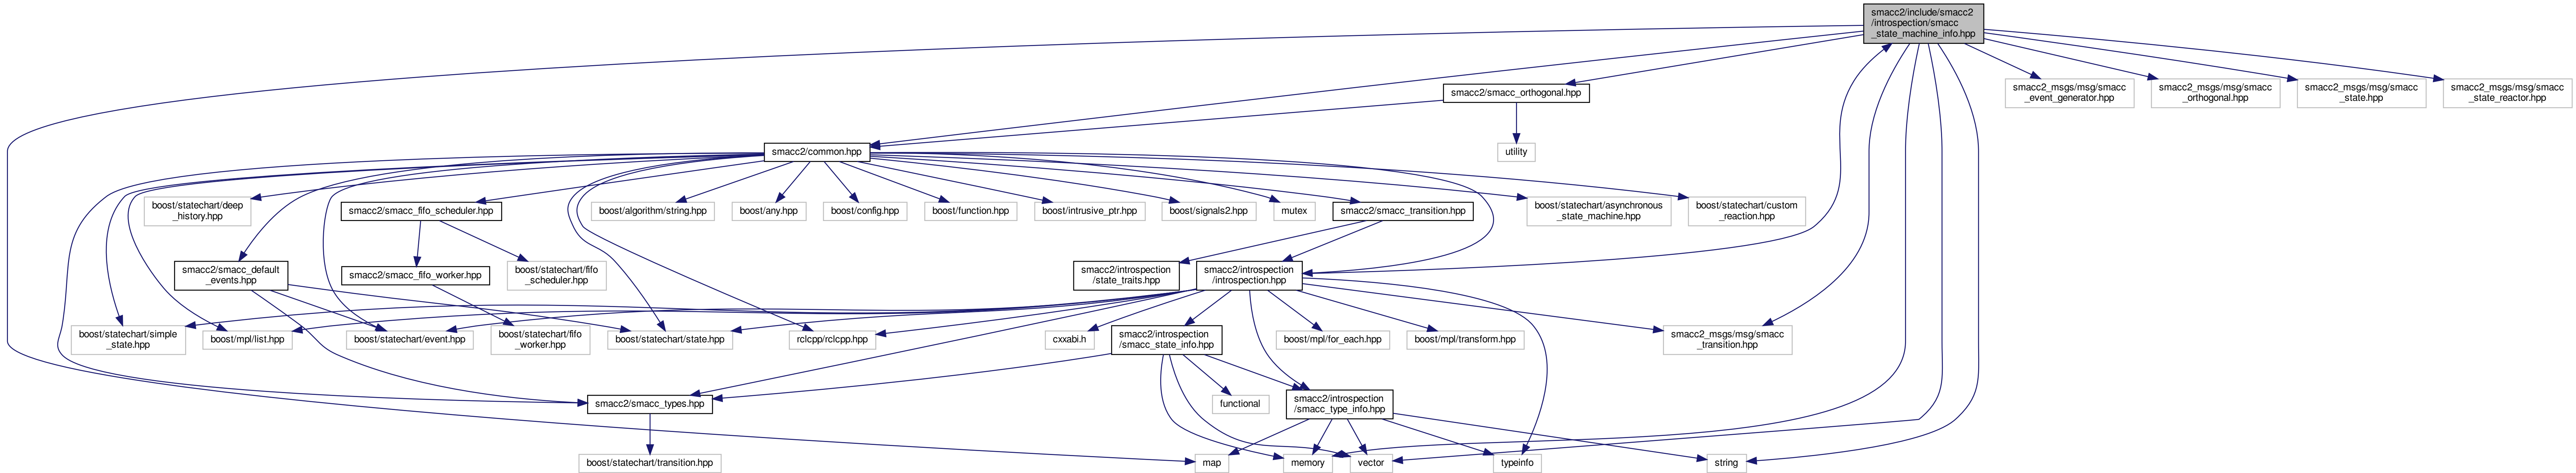 smacc2/include/smacc2
/introspection/smacc
_state_machine_info.hpp
smacc2/smacc_orthogonal.hpp
smacc2_msgs/msg/smacc
_event_generator.hpp
smacc2_msgs/msg/smacc
_orthogonal.hpp
smacc2_msgs/msg/smacc
_state.hpp
smacc2_msgs/msg/smacc
_state_reactor.hpp
smacc2/common.hpp
utility
boost/statechart/deep
_history.hpp
smacc2/smacc_fifo_scheduler.hpp
boost/algorithm/string.hpp
boost/any.hpp
boost/config.hpp
boost/function.hpp
boost/intrusive_ptr.hpp
boost/signals2.hpp
mutex
smacc2/smacc_transition.hpp
boost/statechart/asynchronous
_state_machine.hpp
boost/statechart/custom
_reaction.hpp
smacc2/smacc_default
_events.hpp
smacc2/smacc_fifo_worker.hpp
boost/statechart/fifo
_scheduler.hpp
smacc2/introspection
/state_traits.hpp
smacc2/introspection
/introspection.hpp
boost/statechart/simple
_state.hpp
boost/mpl/list.hpp
boost/statechart/event.hpp
boost/statechart/fifo
_worker.hpp
boost/statechart/state.hpp
rclcpp/rclcpp.hpp
cxxabi.h
smacc2/introspection
/smacc_state_info.hpp
boost/mpl/for_each.hpp
boost/mpl/transform.hpp
smacc2_msgs/msg/smacc
_transition.hpp
smacc2/smacc_types.hpp
functional
smacc2/introspection
/smacc_type_info.hpp
boost/statechart/transition.hpp
map
memory
vector
typeinfo
string